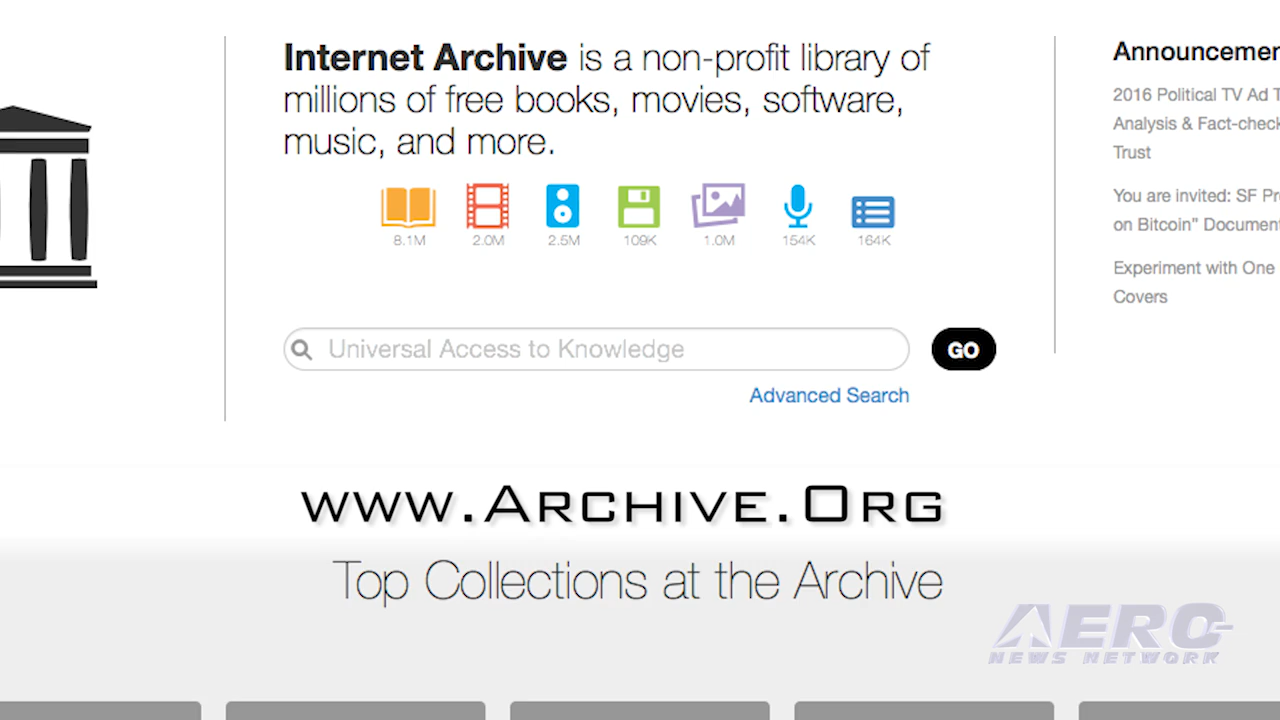 Internet Archive is a non-profit library of
millions of free books, movies, software,
music, and more.
8.1M 2.0M 2.5M 109K 1.0M 154K 164K
Universal Access to Knowledge
GO
Advanced Search
Announcemen
2016 Political TV Ad T
Analysis & Fact-check
Trust
You are invited: SF Pr
on Bitcoin" Document
Experiment with One
Covers
www.Archive.Org
Top Collections at the Archive
AERO
NEWS NETWORK